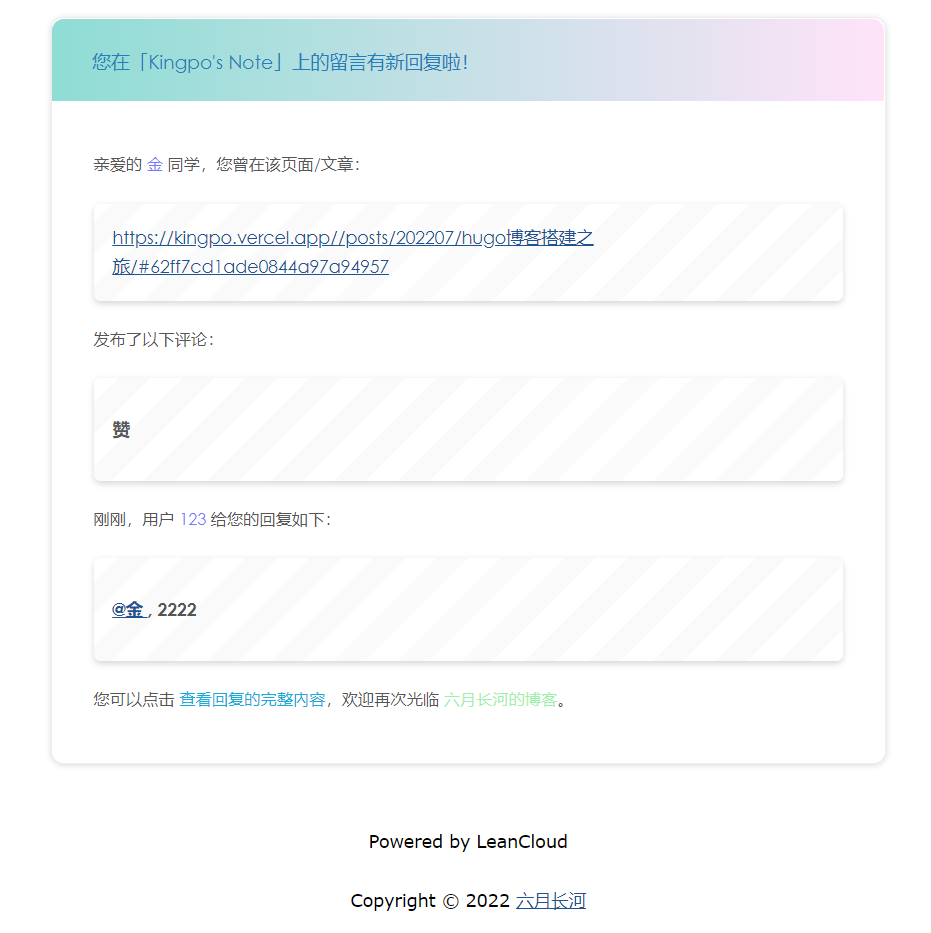 您在「Kingpo's Note」上的留言有新回复啦！
亲爱的 金 同学，您曾在该页面/文章：
https://kingpo.vercel.app//posts/202207/hugo博客搭建之
旅/#62ff7cd1ade0844a97a94957
发布了以下评论：
赞
刚刚，用户 123 给您的回复如下：
@金 , 2222
您可以点击 查看回复的完整内容，欢迎再次光临 六月长河的博客。
Powered by LeanCloud
Copyright © 2022 六月长河